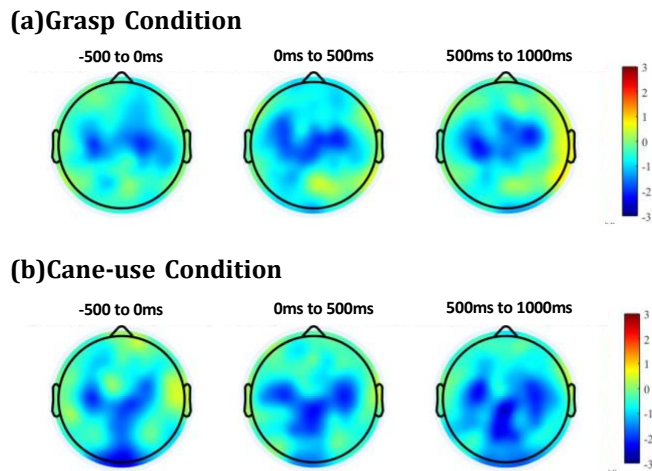 (a)Grasp Condition
-500 to 0ms
0ms to 500ms
500ms to 1000ms
3
2
1
0
-1
-2
-3
(b)Cane-use Condition
-500 to 0ms
0ms to 500ms
500ms to 1000ms
3
2
1
0
-1
-2
-3